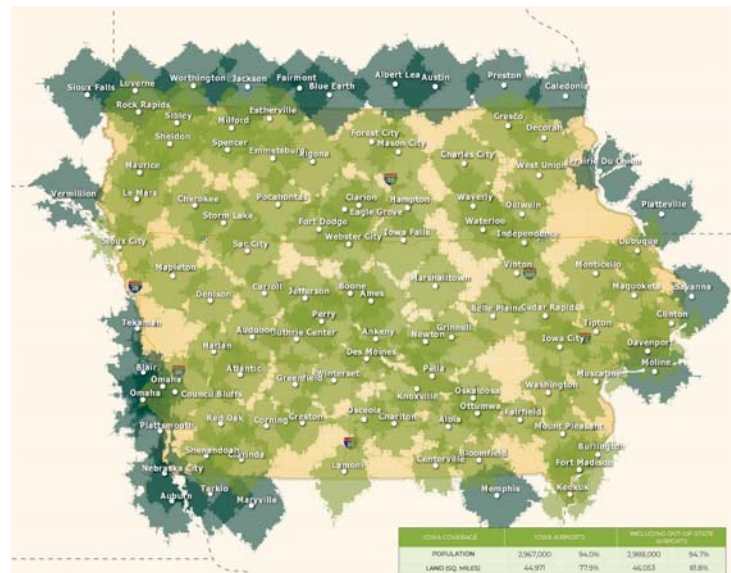 Sioux Falls
Luverne
Worthington
Jackson
Fairmont
Blue Earth
Albert Lea
Austin
Preston
Caledonia
Rock Rapids
Sibley
Milford
Estherville
Sheldon
Spencer
Emmetsburg
Forest City
Mason City
Charles City
Cresco
Decorah
West Union
Prairie Du Chien
Maurice
Vermillion
Le Mars
Cherokee
Pocahontas
Clarion
Hampton
Waverly
Oelwein
Platteville
Storm Lake
Eagle Grove
Fort Dodge
Waterloo
Sioux City
Sac City
Webster City
Iowa Falls
Independence
Dubuque
Mapleton
Vinton
Monticello
Denison
Carroll
Jefferson
Boone
Ames
Marshalltown
Maquoketa
Savanna
Tekamah
Perry
Belle Plaine
Cedar Rapids
Tipton
Clinton
Audubon
Guthrie Center
Ankeny
Newton
Grinnell
Harlan
Des Moines
Iowa City
Davenport
Blair
Atlantic
Moline
Omaha
Omaha
Council Bluffs
Greenfield
Winterset
Pella
Muscatine
Knoxville
Oskaloosa
Washington
Plattsmouth
Red Oak
Corning
Creston
Osceola
Chariton
Albia
Ottumwa
Fairfield
Mount Pleasant
Shenandoah
Clarinda
Lamoni
Centerville
Bloomfield
Burlington
Nebraska City
Fort Madison
Auburn
Tarkio
Maryville
Memphis
Keokuk
IOWA COVERAGE IOWA AIRPORTS INCLUDING OUT-OF-STATE
AIRPORTS
POPULATION 2,967,000 94.0% 2,988,000 94.7%
LAND (SQ. MILES) 44,971 77.9% 46,053 81.8%